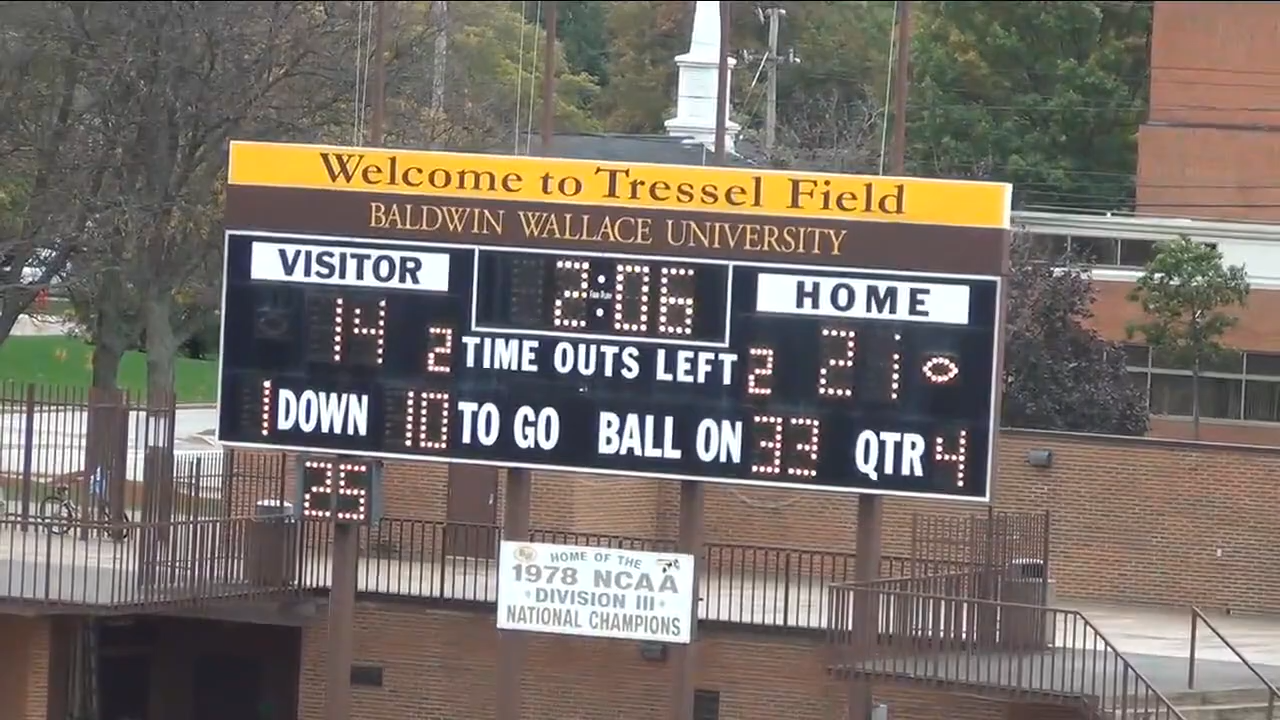 Welcome to Tressel Field
BALDWIN WALLACE UNIVERSITY
VISITOR 2:06 HOME
14 2 TIME OUTS LEFT 2 21
1 DOWN 10 TO GO BALL ON 33 QTR 4
25
HOME OF THE
1978 NCAA
DIVISION III
NATIONAL CHAMPIONS